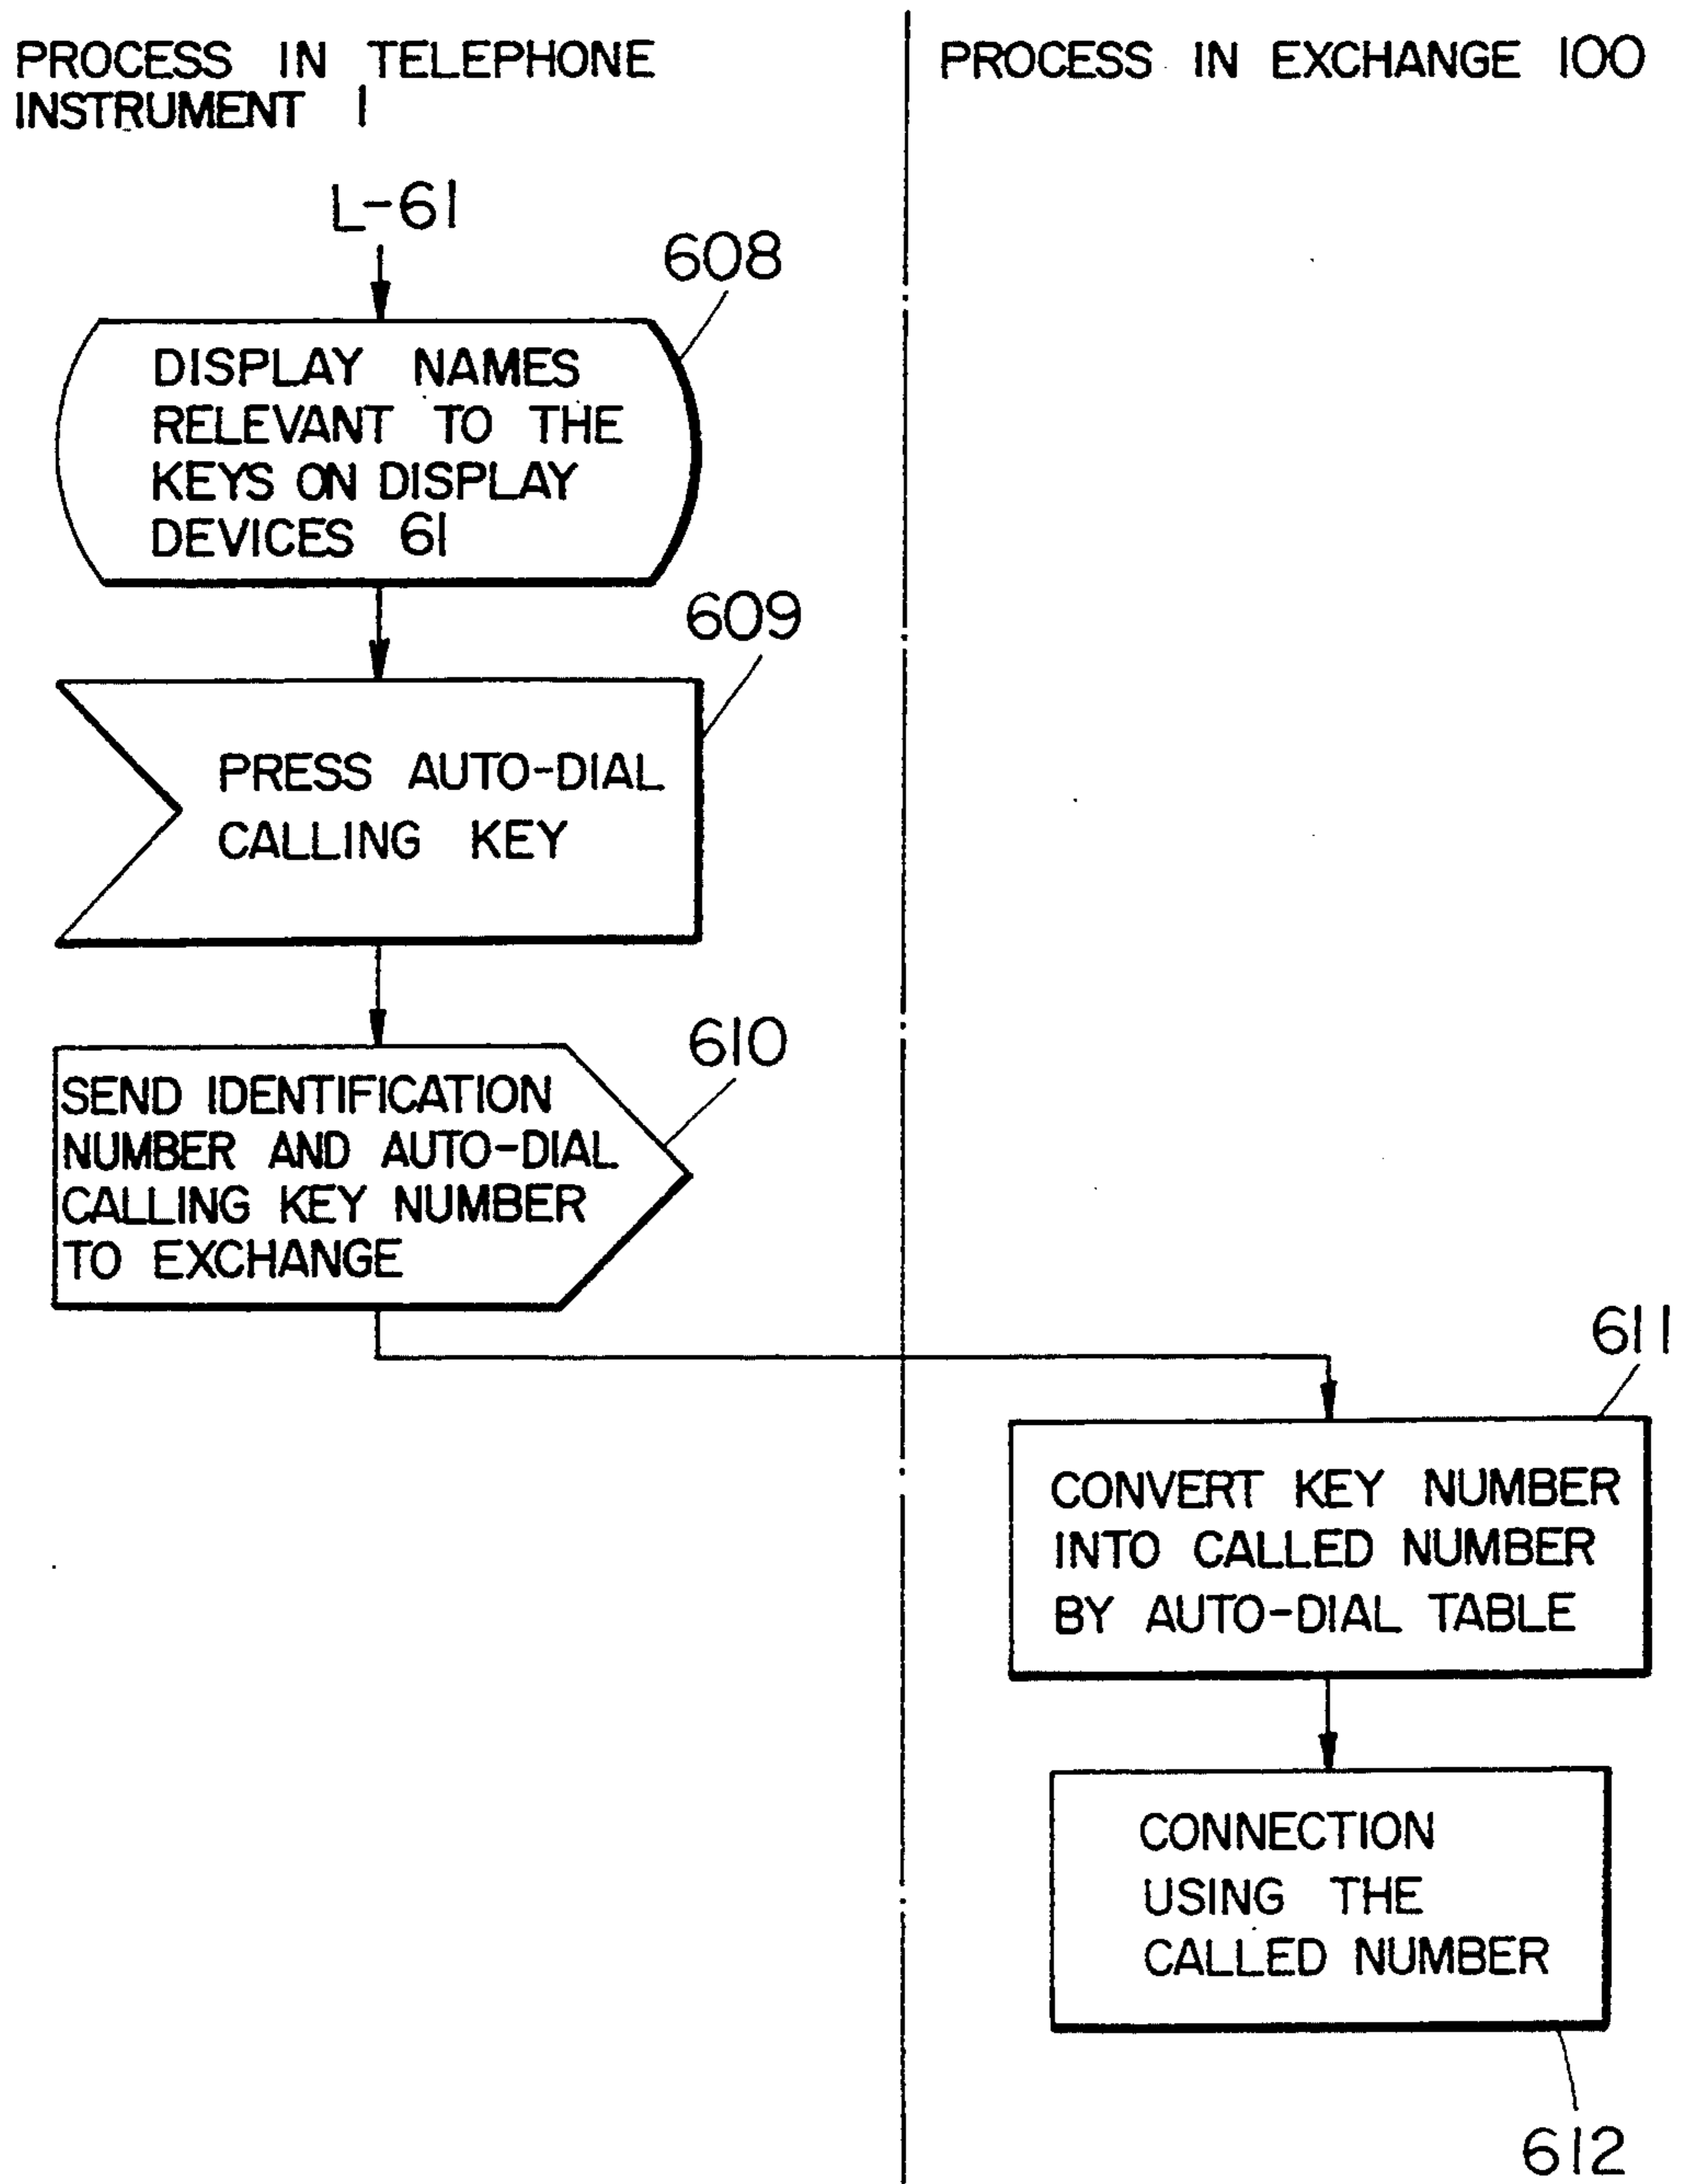 PROCESS IN TELEPHONE
INSTRUMENT 1
PROCESS IN EXCHANGE 100
L-61
608
DISPLAY NAMES
RELEVANT TO THE
KEYS ON DISPLAY
DEVICES 61
609
PRESS AUTO-DIAL
CALLING KEY
610
SEND IDENTIFICATION
NUMBER AND AUTO-DIAL
CALLING KEY NUMBER
TO EXCHANGE
611
CONVERT KEY NUMBER
INTO CALLED NUMBER
BY AUTO-DIAL TABLE
CONNECTION
USING THE
CALLED NUMBER
612